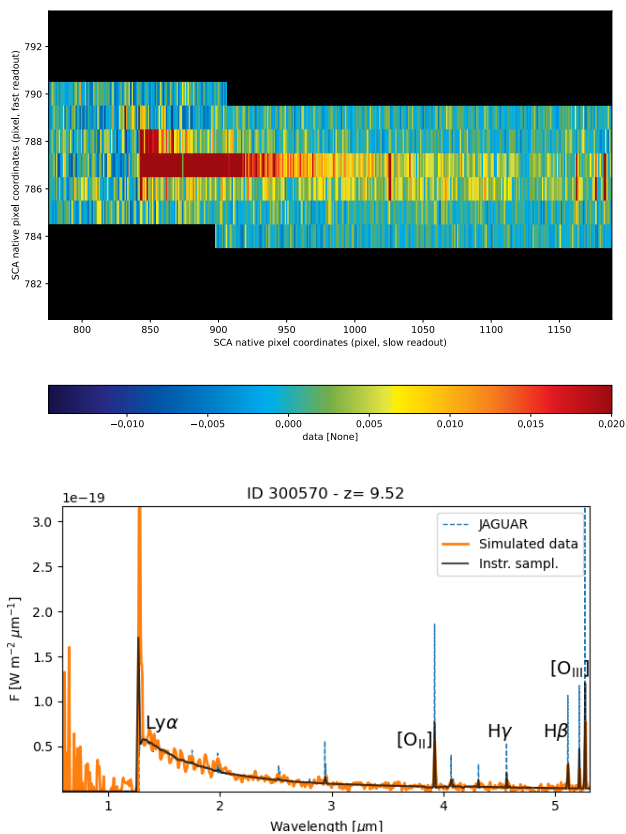 SCA native pixel coordinates (pixel, fast readout)
792
790
788
786
784
782
800 850 900 950 1000 1050 1100 1150
SCA native pixel coordinates (pixel, slow readout)
−0,010 −0,005 0,000 0,005 0,010 0,015 0,020
data [None]
ID 300570 - z= 9.52
1e−19
F [W m⁻² μm⁻¹]
3.0
2.5
2.0
1.5
1.0
0.5
JAGUAR
Simulated data
Instr. sampl.
Lyα
[OII]
Hγ
Hβ
[OIII]
1 2 3 4 5
Wavelength [μm]